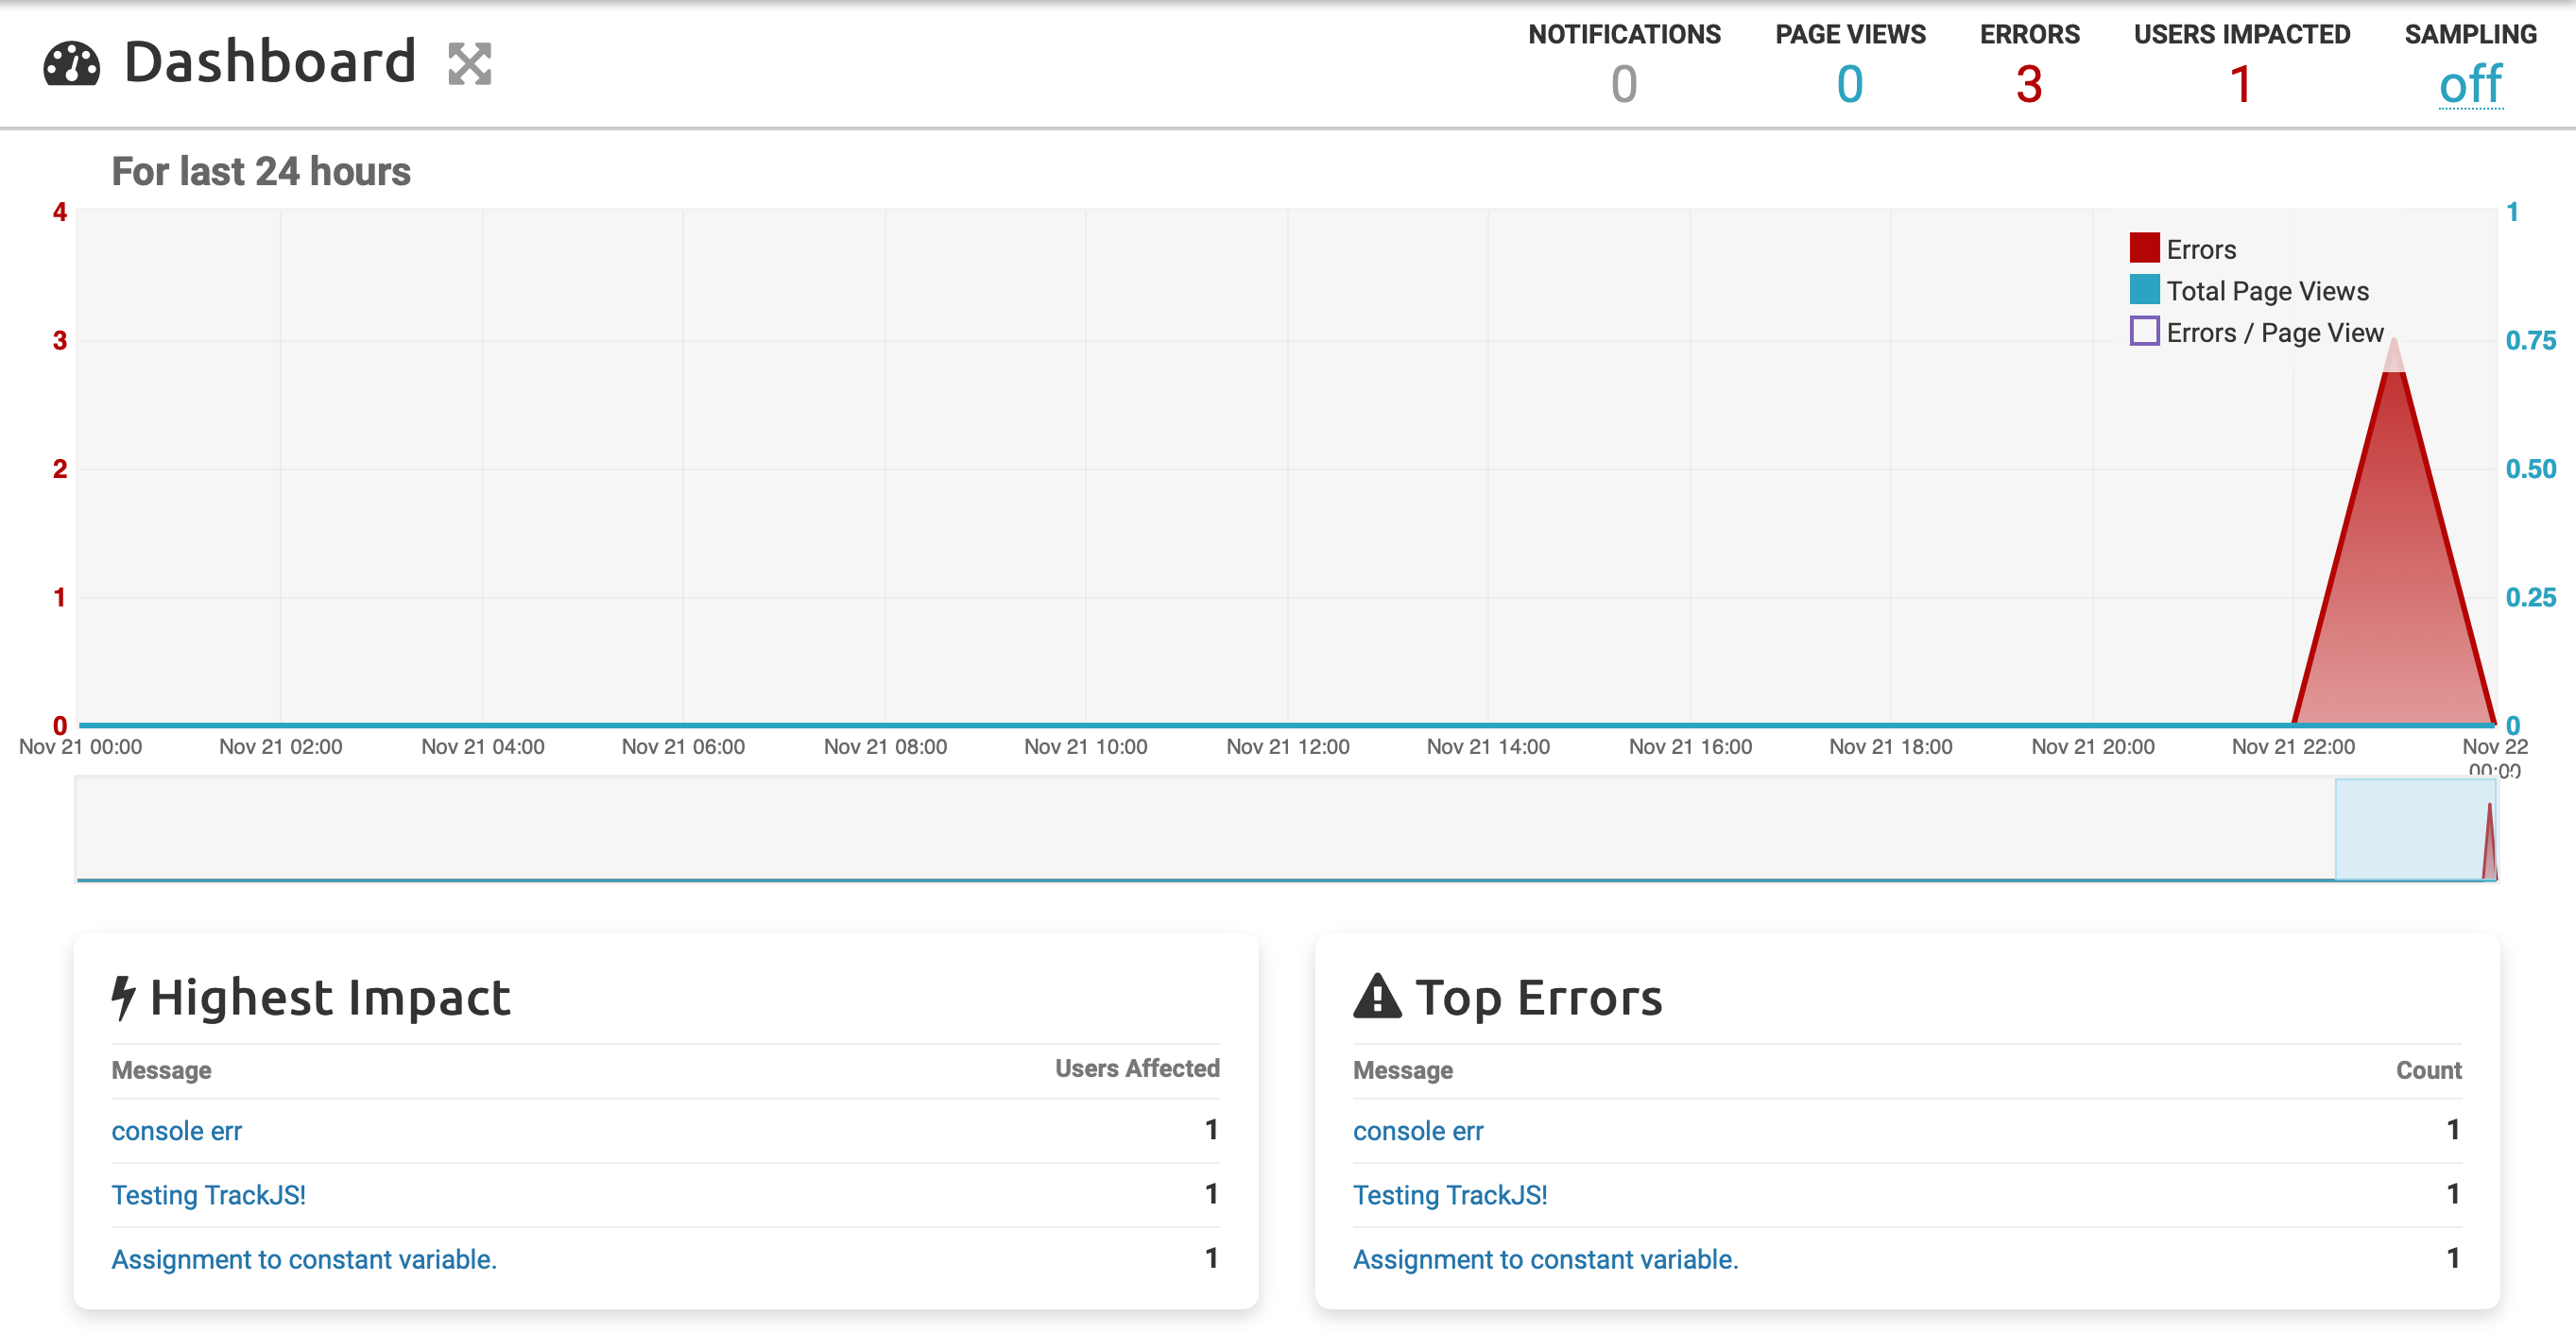 Dashboard
NOTIFICATIONS PAGE VIEWS ERRORS USERS IMPACTED SAMPLING
0 0 3 1 off
For last 24 hours
4
3
2
1
0
1
0.75
0.50
0.25
0
Errors
Total Page Views
Errors / Page View
Nov 21 00:00 Nov 21 02:00 Nov 21 04:00 Nov 21 06:00 Nov 21 08:00 Nov 21 10:00 Nov 21 12:00 Nov 21 14:00 Nov 21 16:00 Nov 21 18:00 Nov 21 20:00 Nov 21 22:00 Nov 22
00:00
Highest Impact
Message Users Affected
console err 1
Testing TrackJS! 1
Assignment to constant variable. 1
Top Errors
Message Count
console err 1
Testing TrackJS! 1
Assignment to constant variable. 1